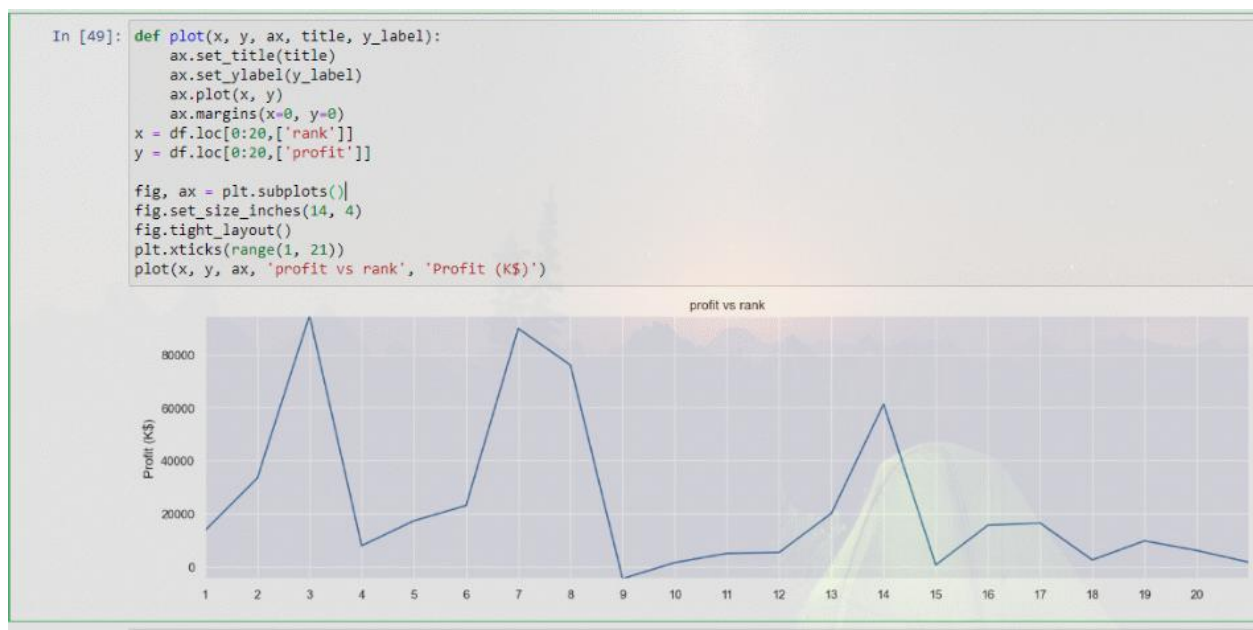 In [49]: def plot(x, y, ax, title, y_label):
ax.set_title(title)
ax.set_ylabel(y_label)
ax.plot(x, y)
ax.margins(x=0, y=0)
x = df.loc[0:20,['rank']]
y = df.loc[0:20,['profit']]
fig, ax = plt.subplots()
fig.set_size_inches(14, 4)
fig.tight_layout()
plt.xticks(range(1, 21))
plot(x, y, ax, 'profit vs rank', 'Profit (K$)')
profit vs rank
Profit (K$)
80000
60000
40000
20000
0
1 2 3 4 5 6 7 8 9 10 11 12 13 14 15 16 17 18 19 20